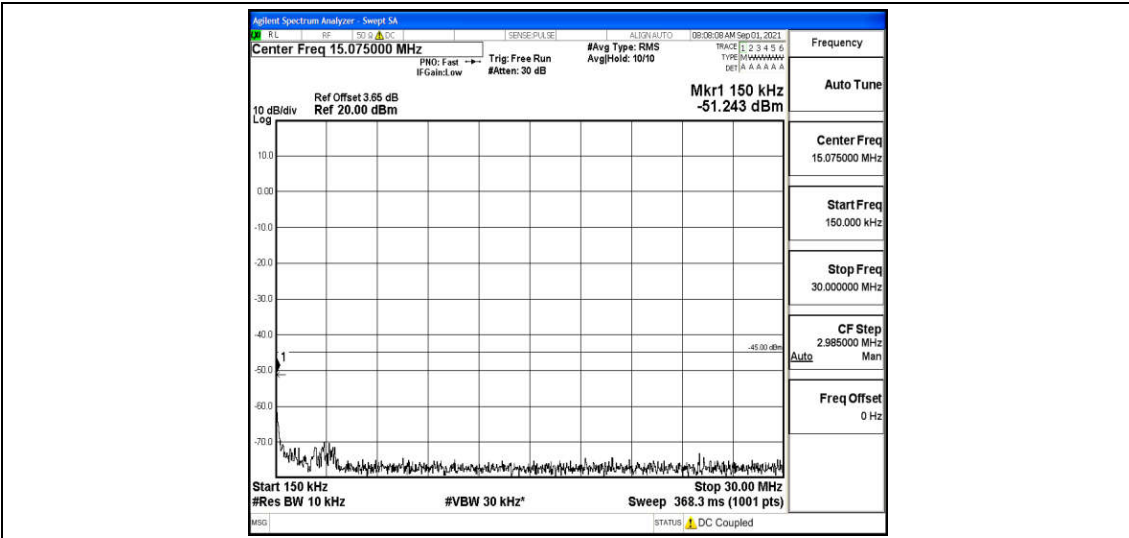 Agilent Spectrum Analyzer - Swept SA
RL RF 50 Ω DC SENSE:PULSE ALIGN AUTO 08:08:08 AM Sep 01, 2021
Center Freq 15.075000 MHz
PNO: Fast
IFGain:Low
Trig: Free Run
#Atten: 30 dB
#Avg Type: RMS
Avg|Hold: 10/10
TRACE 1 2 3 4 5 6
TYPE M W W W W W
DET A A A A A A
Frequency
Auto Tune
Mkr1 150 kHz
-51.243 dBm
Ref Offset 3.65 dB
10 dB/div Ref 20.00 dBm
Log
10.0
0.00
-10.0
-20.0
-30.0
-40.0
-45.00 dBm
1
-50.0
-60.0
-70.0
Start 150 kHz Stop 30.00 MHz
#Res BW 10 kHz #VBW 30 kHz* Sweep 368.3 ms (1001 pts)
Center Freq
15.075000 MHz
Start Freq
150.000 kHz
Stop Freq
30.000000 MHz
CF Step
2.985000 MHz
Auto Man
Freq Offset
0 Hz
MSG STATUS DC Coupled